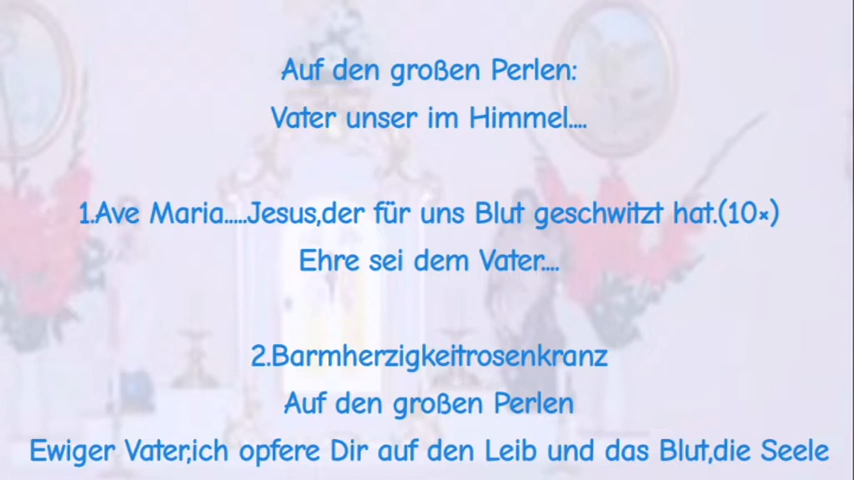 Auf den großen Perlen:
Vater unser im Himmel....
1.Ave Maria.....Jesus,der für uns Blut geschwitzt hat.(10×)
Ehre sei dem Vater....
2.Barmherzigkeitrosenkranz
Auf den großen Perlen
Ewiger Vater,ich opfere Dir auf den Leib und das Blut,die Seele